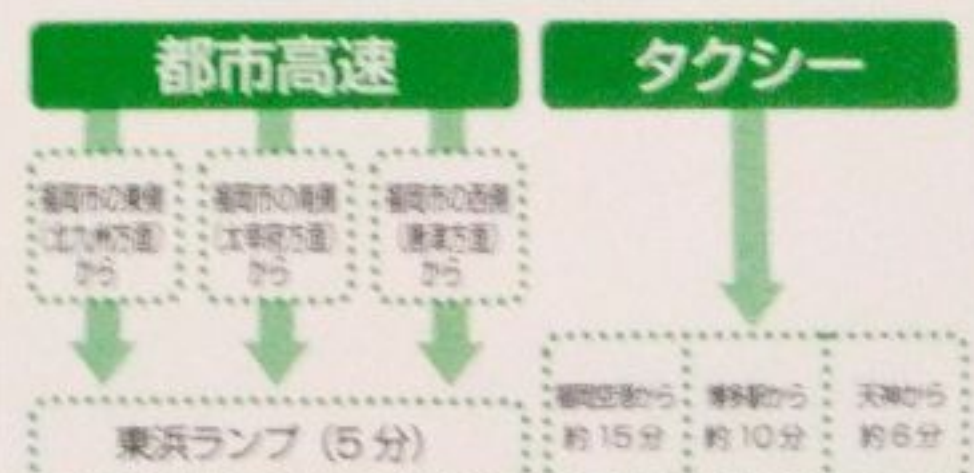 都市高速
タクシー
福岡市の東側
(北九州方面)
から
福岡市の南側
(太宰府方面)
から
福岡市の西側
(唐津方面)
から
東浜ランプ (5分)
福岡空港から
約15分
博多駅から
約10分
天神から
約6分